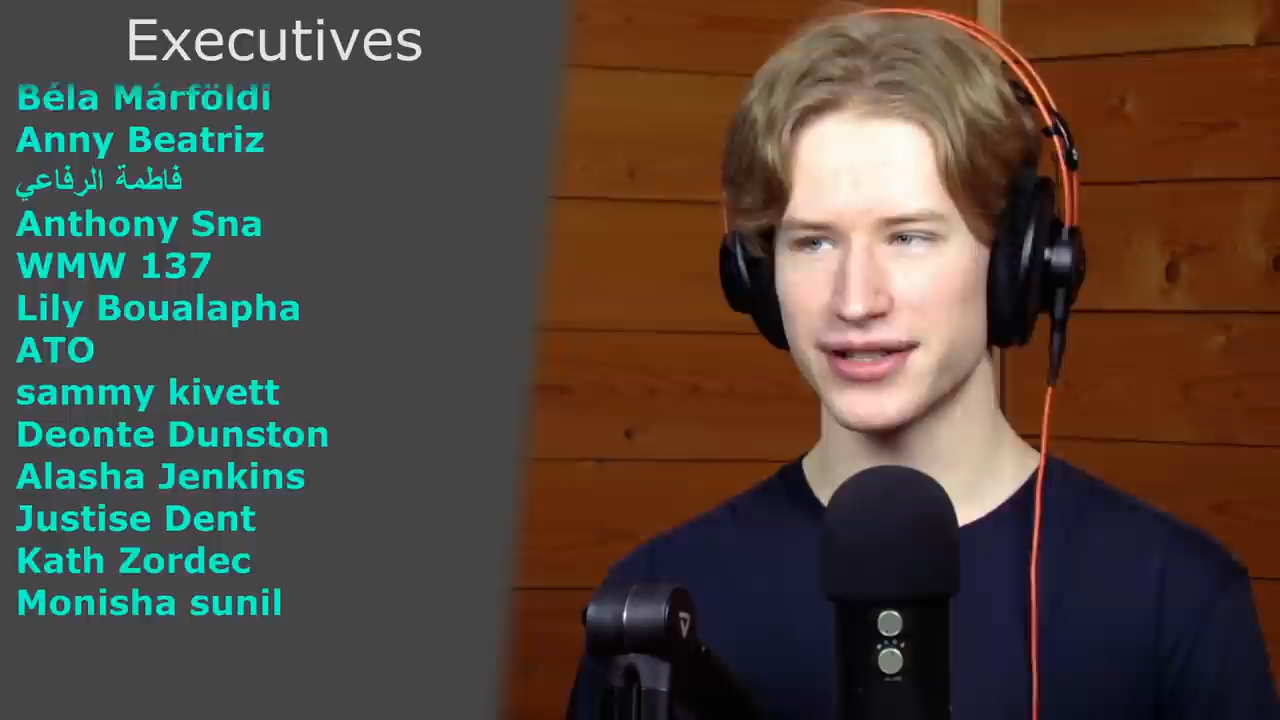 Executives
Béla Márföldi
Anny Beatriz
فاطمة الرفاعي
Anthony Sna
WMW 137
Lily Boualapha
ATO
sammy kivett
Deonte Dunston
Alasha Jenkins
Justise Dent
Kath Zordec
Monisha sunil